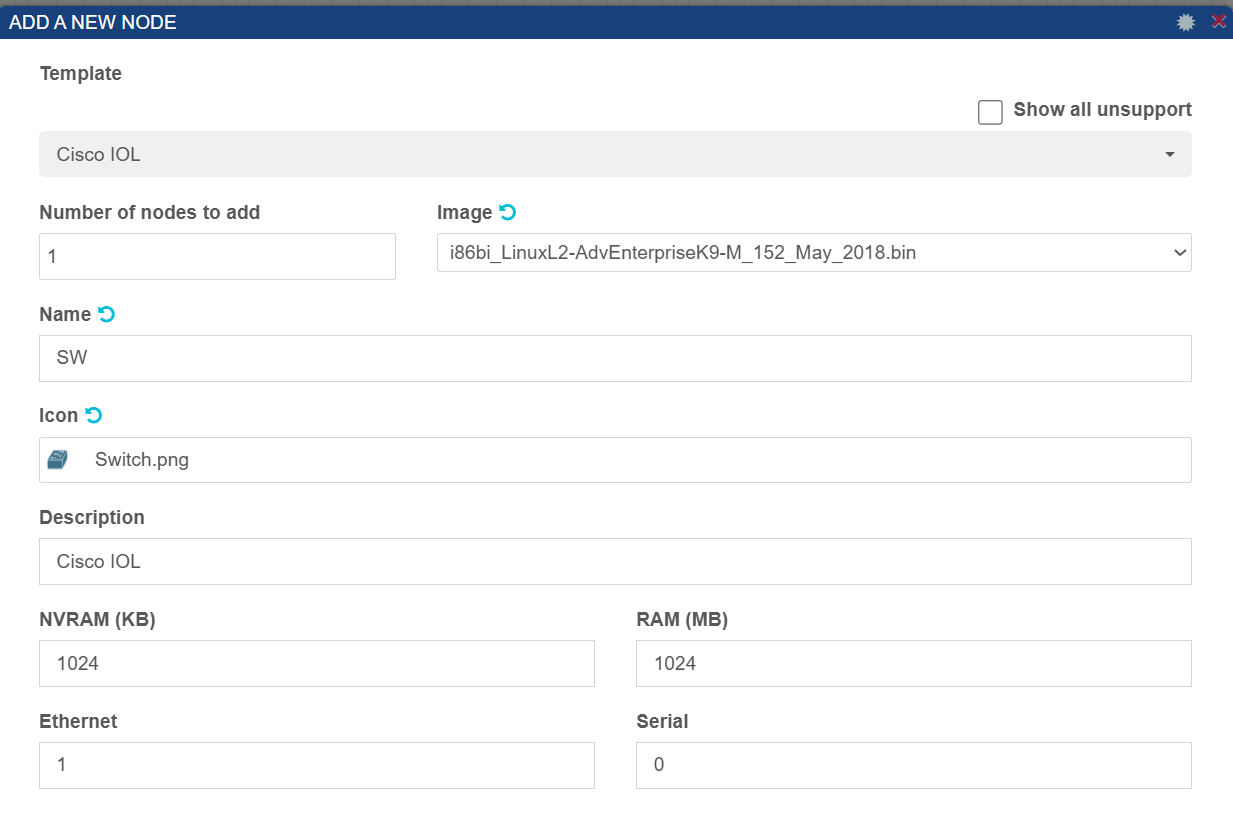 ADD A NEW NODE
Template
Show all unsupport
Cisco IOL
Number of nodes to add
Image
1
i86bi_LinuxL2-AdvEnterpriseK9-M_152_May_2018.bin
Name
SW
Icon
Switch.png
Description
Cisco IOL
NVRAM (KB)
RAM (MB)
1024
1024
Ethernet
Serial
1
0